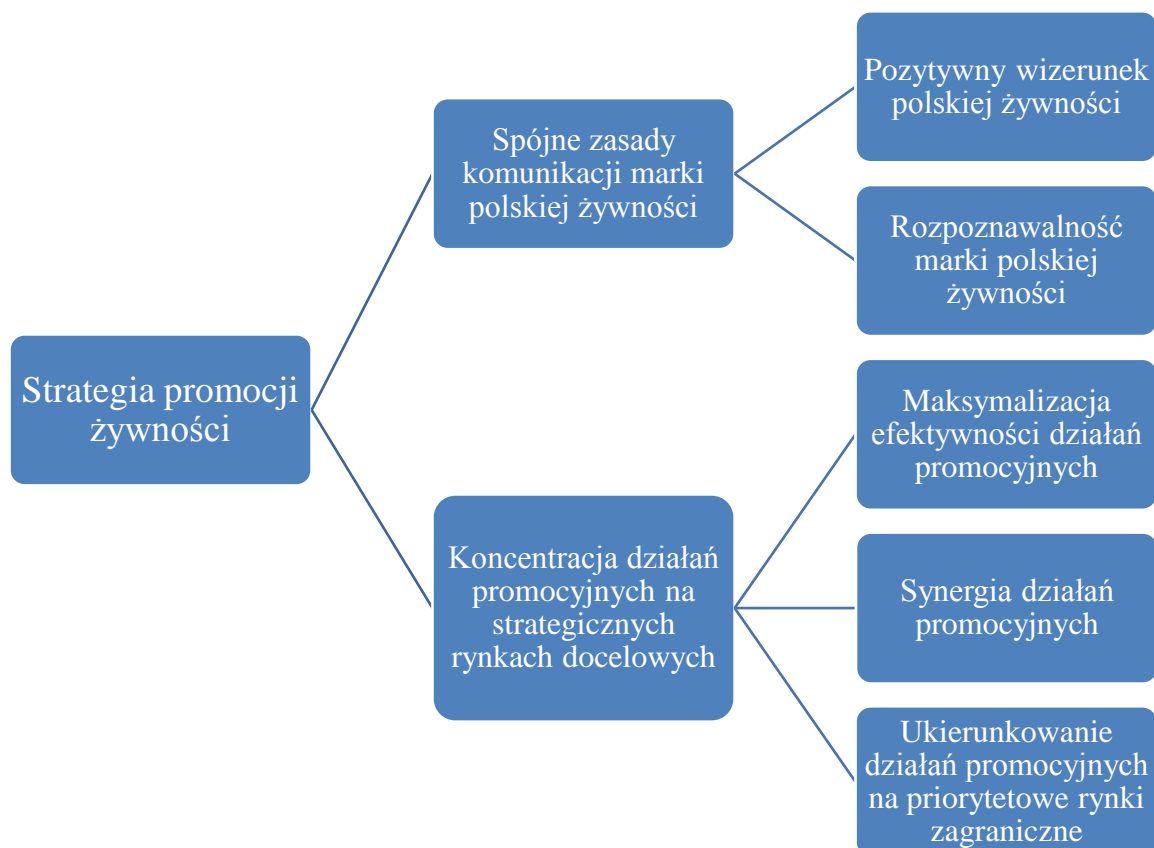 Strategia promocji
żywności
Spójne zasady
komunikacji marki
polskiej żywności
Pozytywny wizerunek
polskiej żywności
Rozpoznawalność
marki polskiej
żywności
Koncentracja działań
promocyjnych na
strategicznych
rynkach docelowych
Maksymalizacja
efektywności działań
promocyjnych
Synergia działań
promocyjnych
Ukierunkowanie
działań promocyjnych
na priorytetowe rynki
zagraniczne